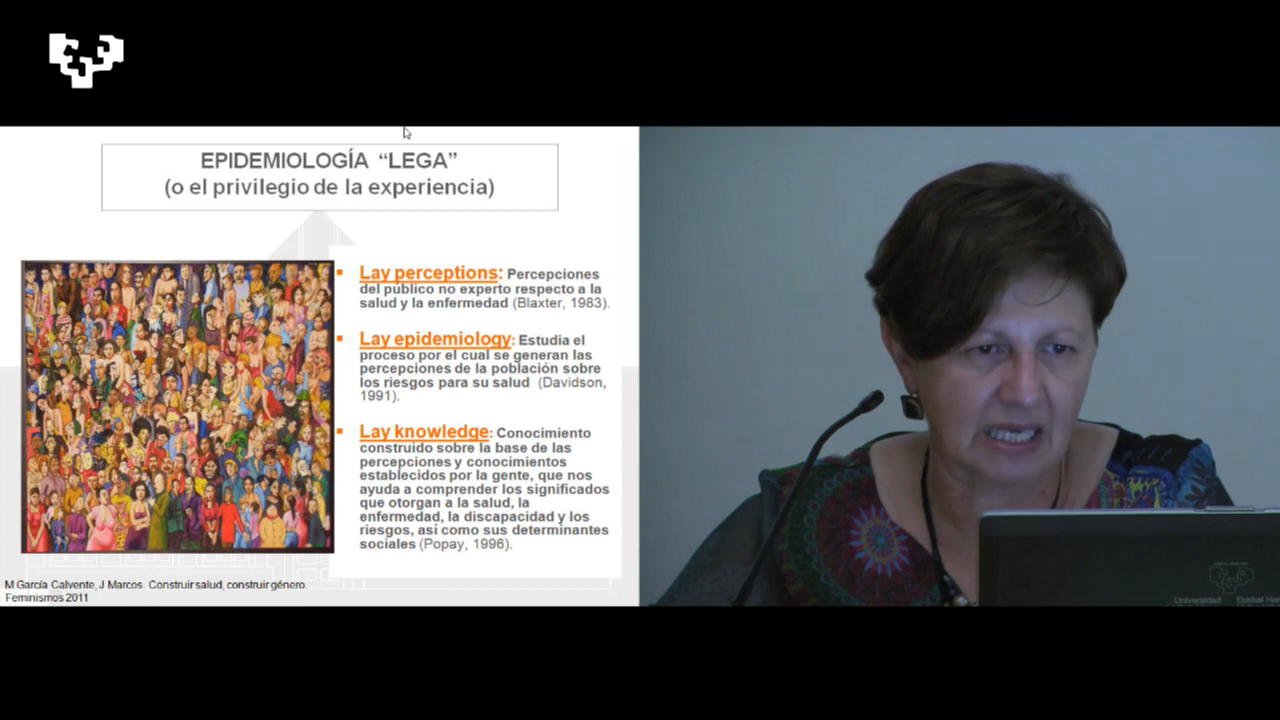 EPIDEMIOLOGÍA “LEGA”
(o el privilegio de la experiencia)
Lay perceptions: Percepciones
del publico no experto respecto a la
salud y la enfermedad (Blaxter, 1983).
Lay epidemiology: Estudia el
proceso por el cual se generan las
percepciones de la población sobre
los riesgos para su salud (Davidson,
1991).
Lay knowledge: Conocimiento
construido sobre la base de las
percepciones y conocimientos
establecidos por la gente, que nos
ayuda a comprender los significados
que otorgan a la salud, la
enfermedad, la discapacidad y los
riesgos, así como sus determinantes
sociales (Popay, 1996).
M García Calvente, J Marcos. Construir salud, construir género.
Feminismos 2011
Universidad Euskal